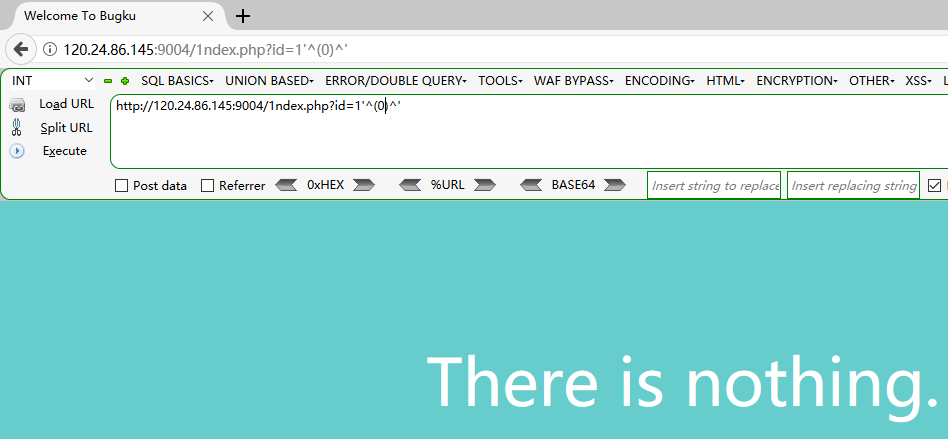 Welcome To Bugku
120.24.86.145:9004/1ndex.php?id=1'^(0)^'
INT SQL BASICS UNION BASED ERROR/DOUBLE QUERY TOOLS WAF BYPASS ENCODING HTML ENCRYPTION OTHER XSS
Load URL http://120.24.86.145:9004/1ndex.php?id=1'^(0)^'
Split URL
Execute
Post data Referrer 0xHEX %URL BASE64 Insert string to replace Insert replacing string
There is nothing.